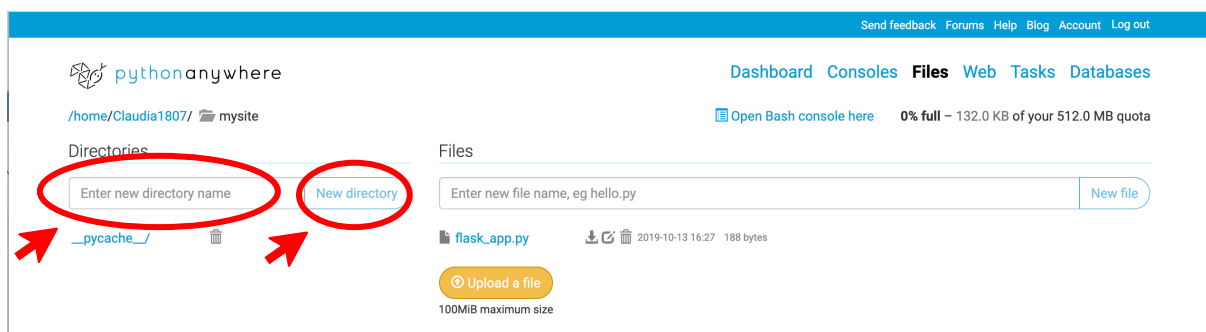 Send feedback Forums Help Blog Account Log out
pythonanywhere
Dashboard Consoles Files Web Tasks Databases
/home/Claudia1807/ mysite
Open Bash console here 0% full – 132.0 KB of your 512.0 MB quota
Directories
Files
Enter new directory name New directory
Enter new file name, eg hello.py New file
__pycache__/
flask_app.py 2019-10-13 16:27 188 bytes
Upload a file
100MiB maximum size